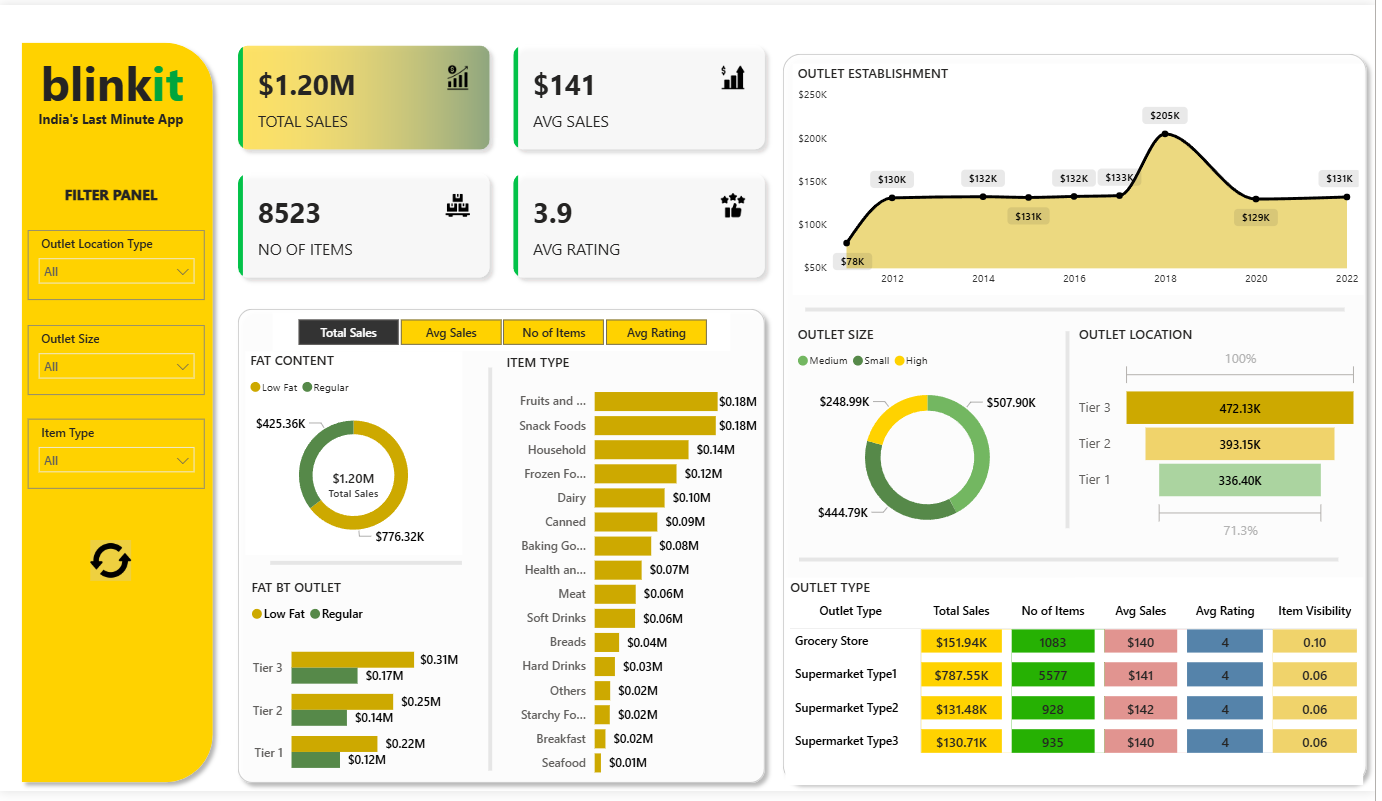 blinkit
India's Last Minute App
FILTER PANEL
Outlet Location Type
All
Outlet Size
All
Item Type
All
$1.20M
TOTAL SALES
$141
AVG SALES
8523
NO OF ITEMS
3.9
AVG RATING
Total Sales
Avg Sales
No of Items
Avg Rating
FAT CONTENT
Low Fat Regular
$425.36K
$1.20M
Total Sales
$776.32K
FAT BT OUTLET
Low Fat Regular
Tier 3 $0.31M
$0.17M
Tier 2 $0.25M
$0.14M
Tier 1 $0.22M
$0.12M
ITEM TYPE
Fruits and ... $0.18M
Snack Foods $0.18M
Household $0.14M
Frozen Fo... $0.12M
Dairy $0.10M
Canned $0.09M
Baking Go... $0.08M
Health an... $0.07M
Meat $0.06M
Soft Drinks $0.06M
Breads $0.04M
Hard Drinks $0.03M
Others $0.02M
Starchy Fo... $0.02M
Breakfast $0.02M
Seafood $0.01M
OUTLET ESTABLISHMENT
$250K
$200K
$150K
$100K
$50K
$78K
$130K
$132K
$131K
$132K
$133K
$205K
$129K
$131K
2012 2014 2016 2018 2020 2022
OUTLET SIZE
Medium Small High
$248.99K
$507.90K
$444.79K
OUTLET LOCATION
100%
Tier 3 472.13K
Tier 2 393.15K
Tier 1 336.40K
71.3%
OUTLET TYPE
Outlet Type Total Sales No of Items Avg Sales Avg Rating Item Visibility
Grocery Store $151.94K 1083 $140 4 0.10
Supermarket Type1 $787.55K 5577 $141 4 0.06
Supermarket Type2 $131.48K 928 $142 4 0.06
Supermarket Type3 $130.71K 935 $140 4 0.06